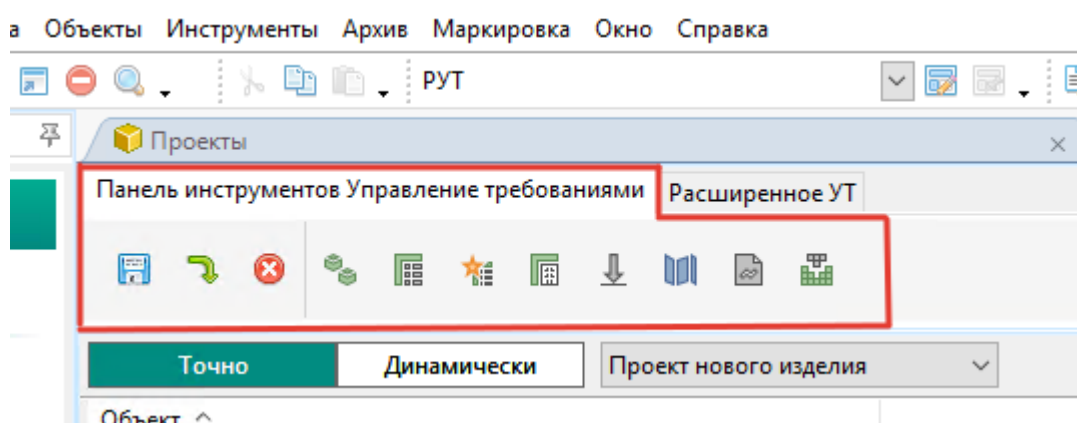 Объекты Инструменты Архив Маркировка Окно Справка
РУТ
Проекты
Панель инструментов Управление требованиями Расширенное УТ
Точно Динамически Проект нового изделия
Объект